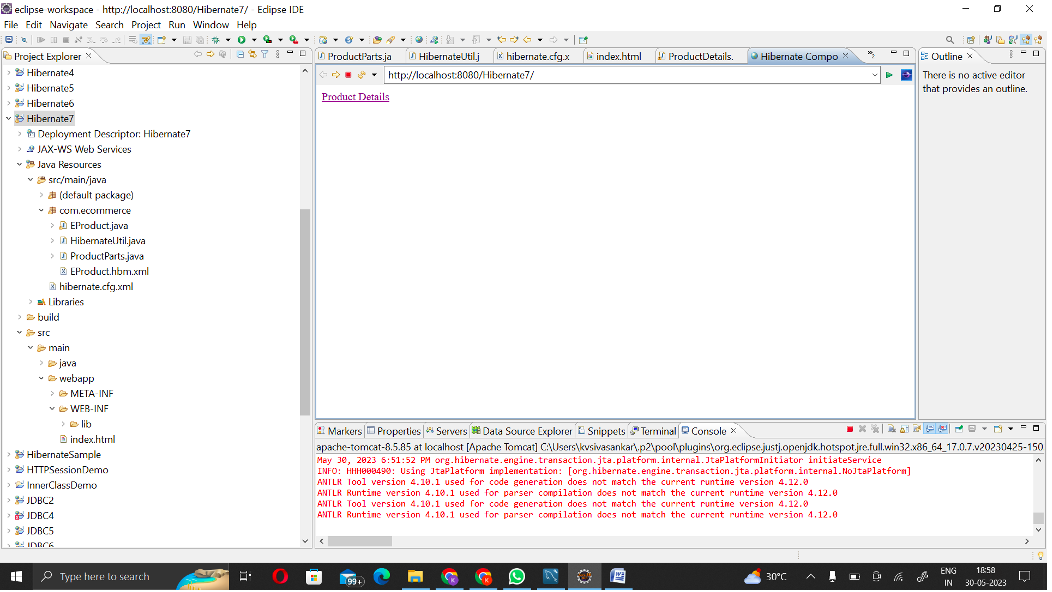 eclipse workspace - http://localhost:8080/Hibernate7/ - Eclipse IDE
File Edit Navigate Search Project Run Window Help
Project Explorer
Hibernate4
Hibernate5
Hibernate6
Hibernate7
Deployment Descriptor: Hibernate7
JAX-WS Web Services
Java Resources
src/main/java
(default package)
com.ecommerce
EProduct.java
HibernateUtil.java
ProductParts.java
EProduct.hbm.xml
hibernate.cfg.xml
Libraries
build
src
main
java
webapp
META-INF
WEB-INF
lib
index.html
HibernateSample
HTTPSessionDemo
InnerClassDemo
JDBC2
JDBC4
JDBC5
JDBC6
ProductParts.ja HibernateUtil.j hibernate.cfg.x index.html ProductDetails. Hibernate Compo
http://localhost:8080/Hibernate7/
Product Details
Outline
There is no active editor
that provides an outline.
Markers Properties Servers Data Source Explorer Snippets Terminal Console
apache-tomcat-8.5.85 at localhost [Apache Tomcat] C:\Users\kvsivasankar\.p2\pool\plugins\org.eclipse.justj.openjdk.hotspot.jre.full.win32.x86_64_17.0.7.v20230425-150
May 30, 2023 6:51:52 PM org.hibernate.engine.transaction.jta.platform.internal.JtaPlatformInitiator initiateService
INFO: HHH000490: Using JtaPlatform implementation: [org.hibernate.engine.transaction.jta.platform.internal.NoJtaPlatform]
ANTLR Tool version 4.10.1 used for code generation does not match the current runtime version 4.12.0
ANTLR Runtime version 4.10.1 used for parser compilation does not match the current runtime version 4.12.0
ANTLR Tool version 4.10.1 used for code generation does not match the current runtime version 4.12.0
ANTLR Runtime version 4.10.1 used for parser compilation does not match the current runtime version 4.12.0
Type here to search
99+
30°C
ENG
IN
18:58
30-05-2023